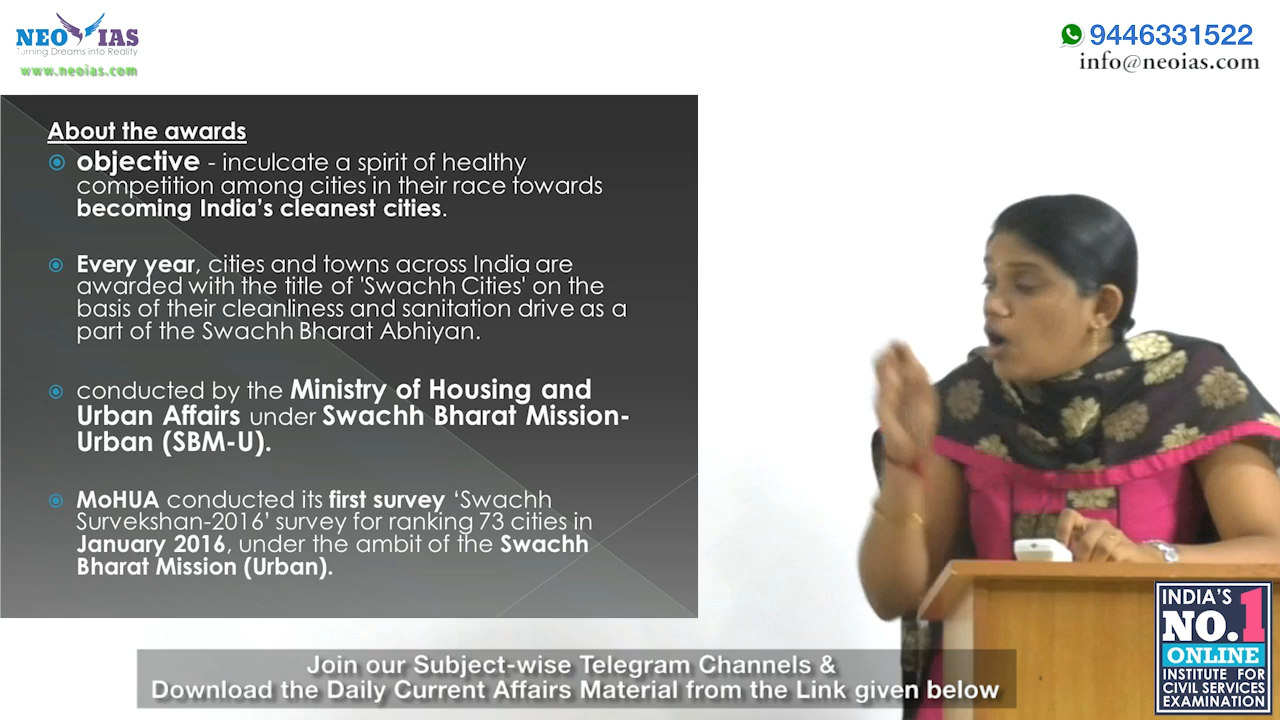 NEO IAS
Turning Dreams into Reality
www.neoias.com
9446331522
info@neoias.com
About the awards
objective - inculcate a spirit of healthy
competition among cities in their race towards
becoming India's cleanest cities.
Every year, cities and towns across India are
awarded with the title of 'Swachh Cities' on the
basis of their cleanliness and sanitation drive as a
part of the Swachh Bharat Abhiyan.
conducted by the Ministry of Housing and
Urban Affairs under Swachh Bharat Mission-
Urban (SBM-U).
MoHUA conducted its first survey ‘Swachh
Survekshan-2016’ survey for ranking 73 cities in
January 2016, under the ambit of the Swachh
Bharat Mission (Urban).
Join our Subject-wise Telegram Channels &
Download the Daily Current Affairs Material from the Link given below
INDIA'S
NO.1
ONLINE
INSTITUTE FOR
CIVIL SERVICES
EXAMINATION